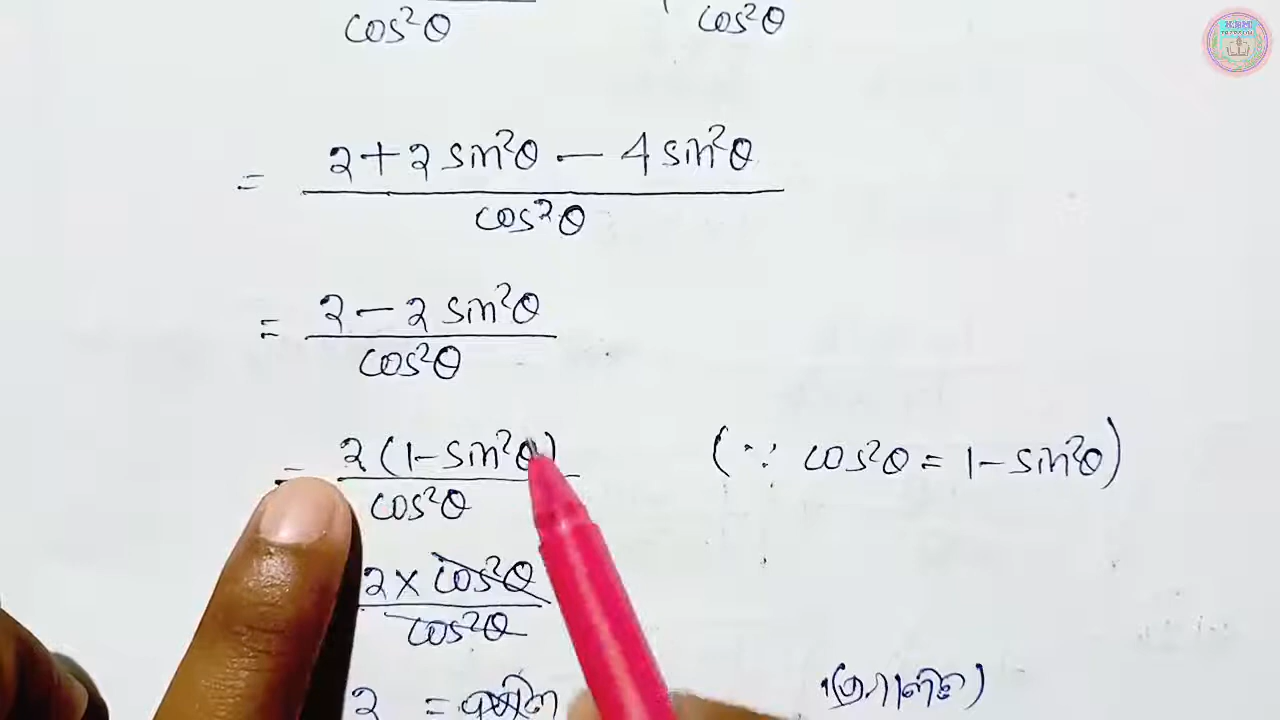 cos²θ cos²θ
= 2 + 2 sin²θ — 4 sin²θ
cos²θ
= 2 — 2 sin²θ
cos²θ
= 2 (1 - sin²θ) (∵ cos²θ = 1 - sin²θ)
cos²θ
2 × cos²θ
cos²θ
2 = (প্রমাণিত)